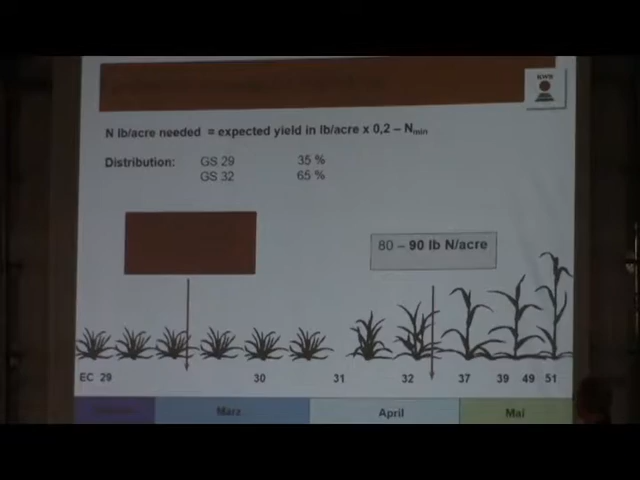 KWS
N lb/acre needed = expected yield in lb/acre x 0,2 – Nmin
Distribution: GS 29 35 %
GS 32 65 %
80 – 90 lb N/acre
EC 29 30 31 32 37 39 49 51
März April Mai